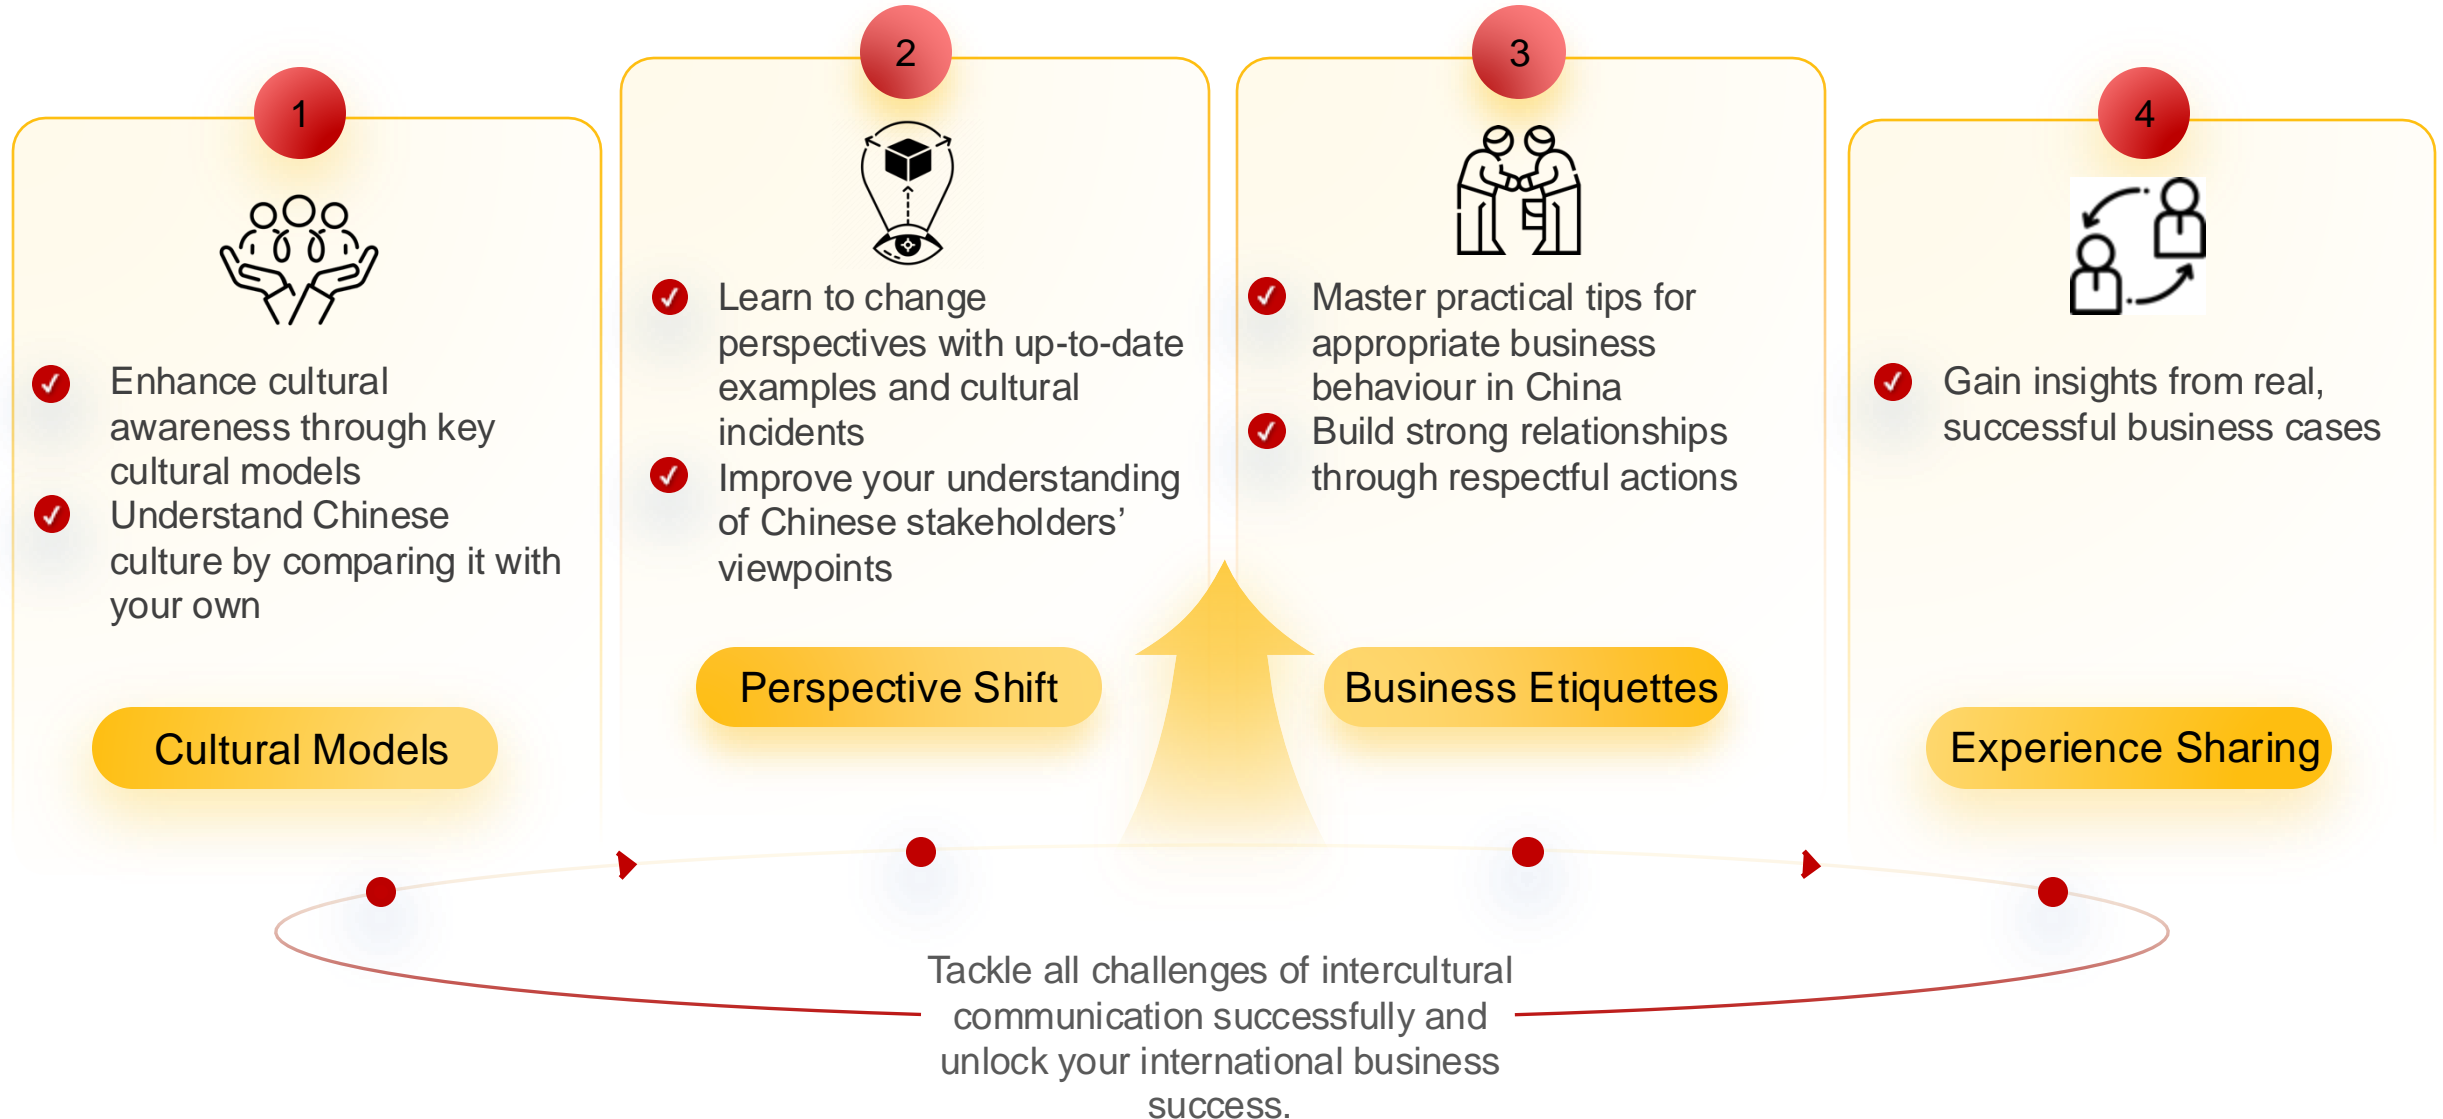 1
Enhance cultural
awareness through key
cultural models
Understand Chinese
culture by comparing it with
your own
Cultural Models
2
Learn to change
perspectives with up-to-date
examples and cultural
incidents
Improve your understanding
of Chinese stakeholders’
viewpoints
Perspective Shift
3
Master practical tips for
appropriate business
behaviour in China
Build strong relationships
through respectful actions
Business Etiquettes
4
Gain insights from real,
successful business cases
Experience Sharing
Tackle all challenges of intercultural
communication successfully and
unlock your international business
success.